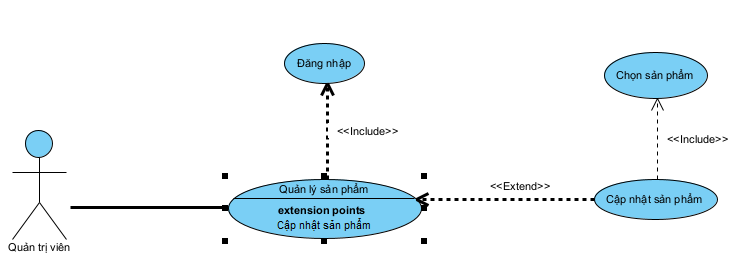 Đăng nhập
Chọn sản phẩm
<<Include>>
<<Include>>
Quản lý sản phẩm
<<Extend>>
extension points
Cập nhật sản phẩm
Cập nhật sản phẩm
Quản trị viên